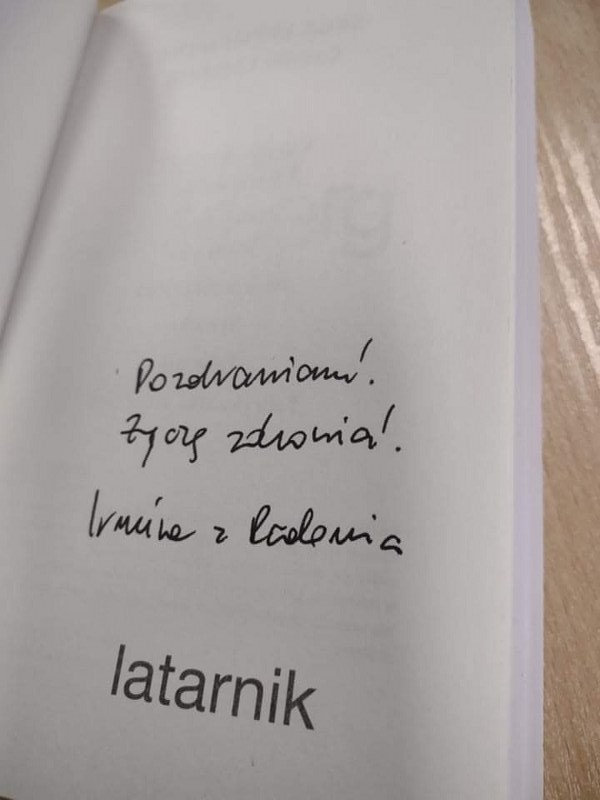 Pozdrawiam!
Życzę zdrowia!
Irmina z Radomia
latarnik